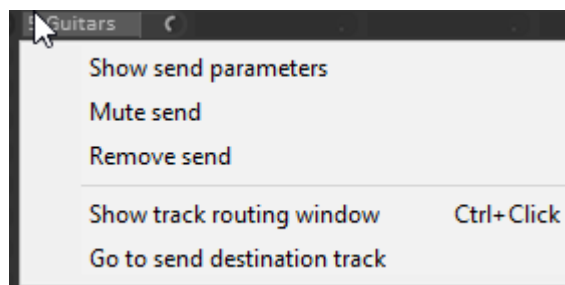 Guitars
Show send parameters
Mute send
Remove send
Show track routing window Ctrl+Click
Go to send destination track